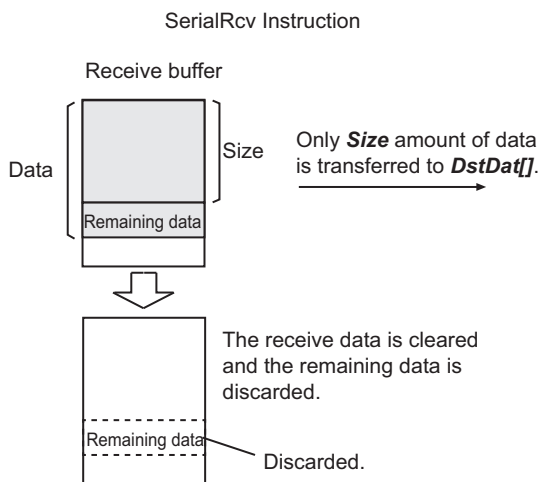 SerialRcv Instruction
Receive buffer
Data
Size
Only Size amount of data
is transferred to DstDat[].
Remaining data
The receive data is cleared
and the remaining data is
discarded.
Remaining data
Discarded.